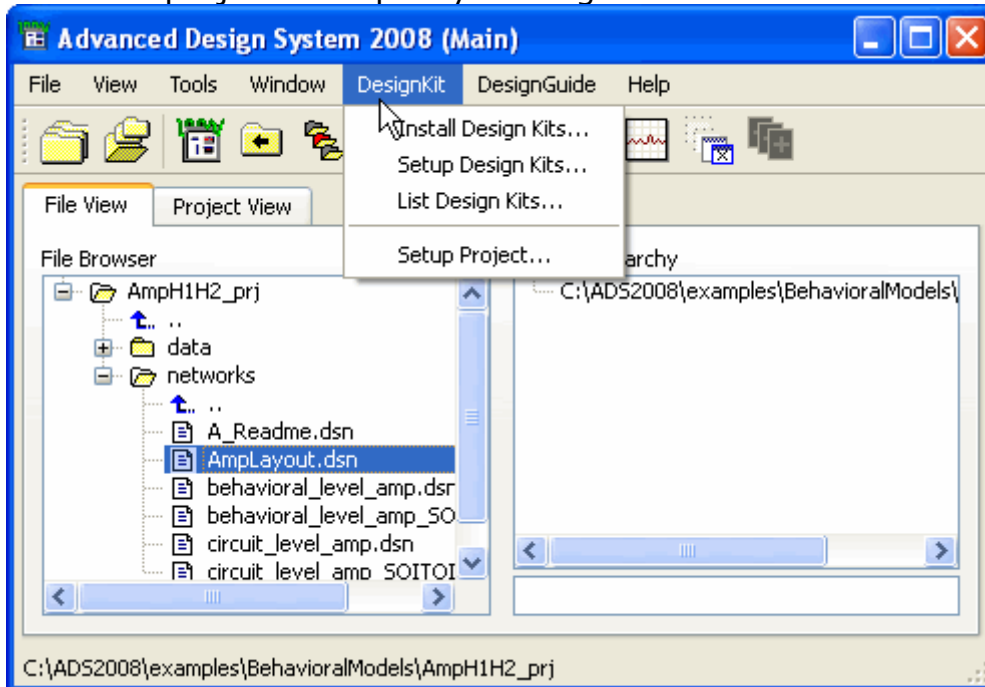 Advanced Design System 2008 (Main)
File View Tools Window DesignKit DesignGuide Help
Install Design Kits...
Setup Design Kits...
List Design Kits...
Setup Project...
File View Project View
File Browser
archy
AmpH1H2_prj
C:\ADS2008\examples\BehavioralModels\
..
data
networks
..
A_Readme.dsn
AmpLayout.dsn
behavioral_level_amp.dsr
behavioral_level_amp_SO
circuit_level_amp.dsn
circuit_level_amp_SOITOI
C:\ADS2008\examples\BehavioralModels\AmpH1H2_prj